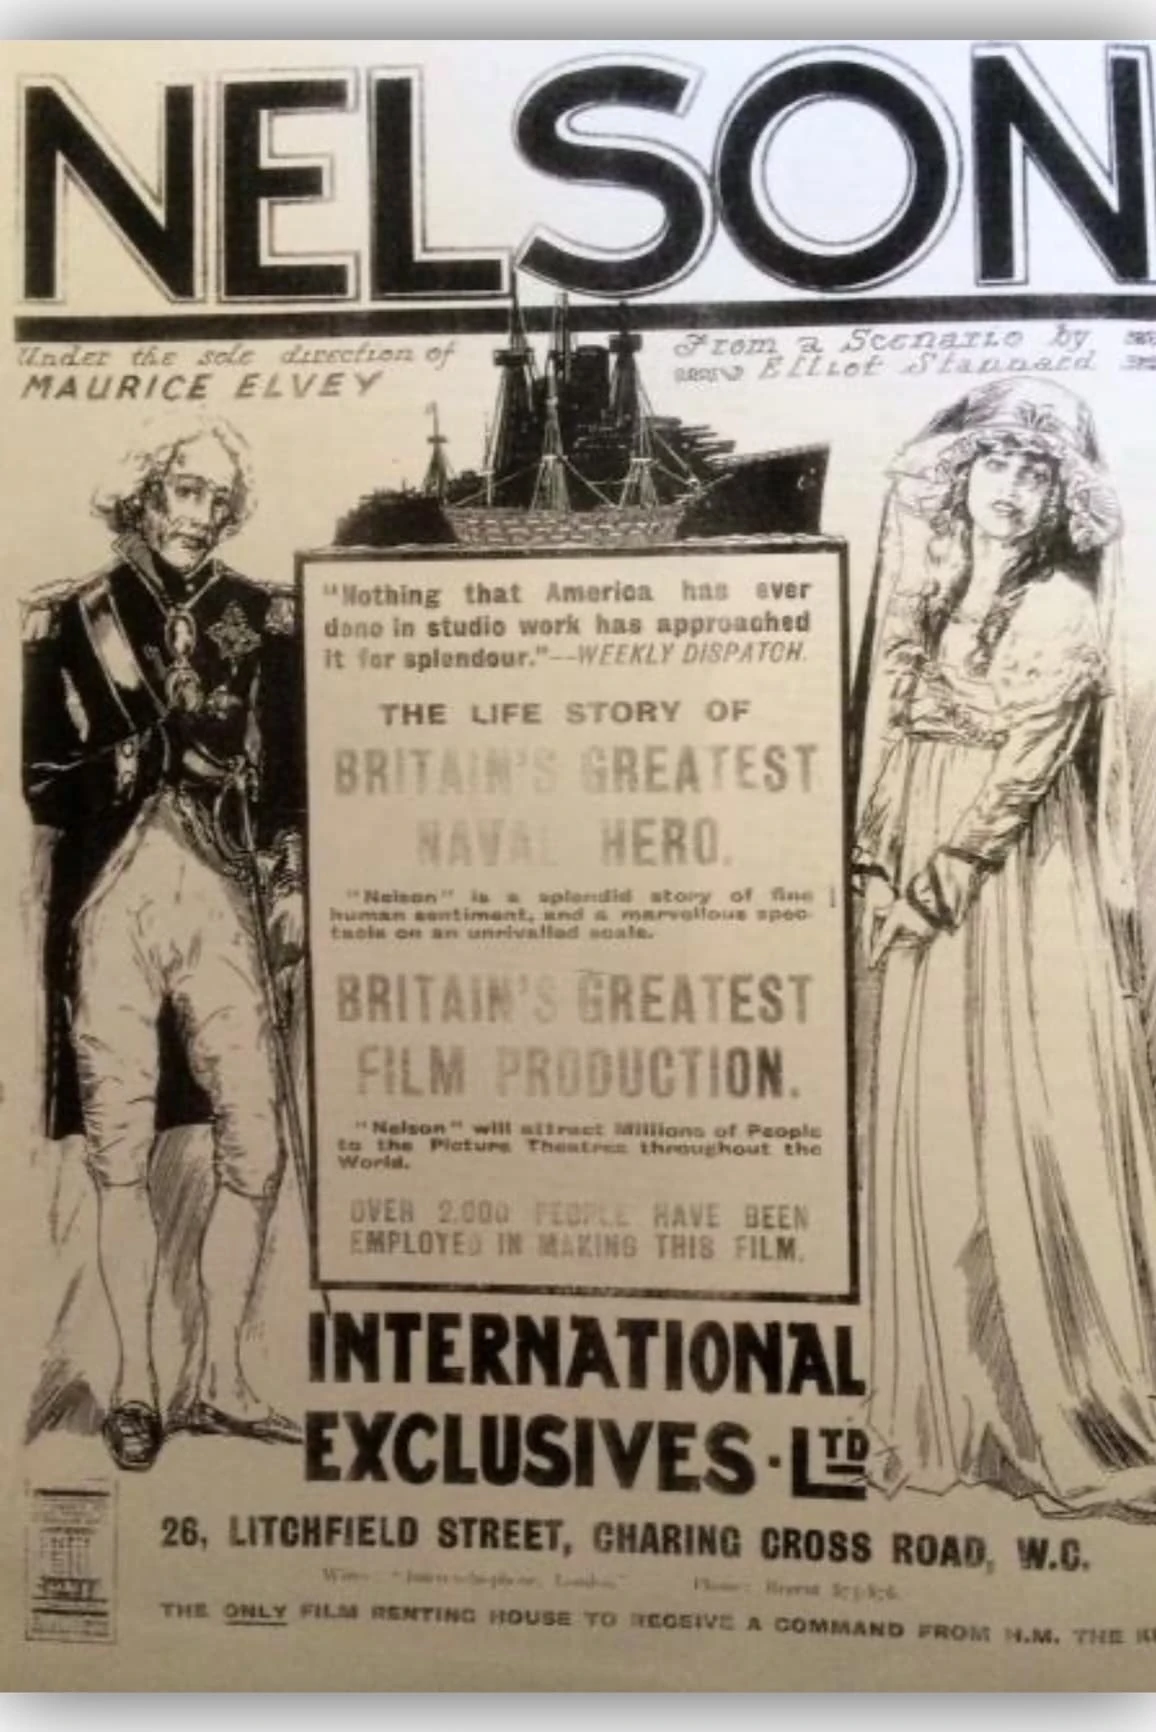 NELSON
Under the sole direction of
MAURICE ELVEY
From a Scenario by
Elliot Stannard
"Nothing that America has ever
done in studio work has approached
it for splendour."—WEEKLY DISPATCH.
THE LIFE STORY OF
BRITAIN'S GREATEST
NAVAL HERO.
"Nelson" is a splendid story of fine
human sentiment, and a marvellous spec-
tacle on an unrivalled scale.
BRITAIN'S GREATEST
FILM PRODUCTION.
"Nelson" will attract Millions of People
to the Picture Theatres throughout the
World.
OVER 2,000 PEOPLE HAVE BEEN
EMPLOYED IN MAKING THIS FILM.
INTERNATIONAL
EXCLUSIVES · LTD
26, LITCHFIELD STREET, CHARING CROSS ROAD, W.C.
London." Phone: Regent
THE ONLY FILM RENTING HOUSE TO RECEIVE A COMMAND FROM H.M. THE